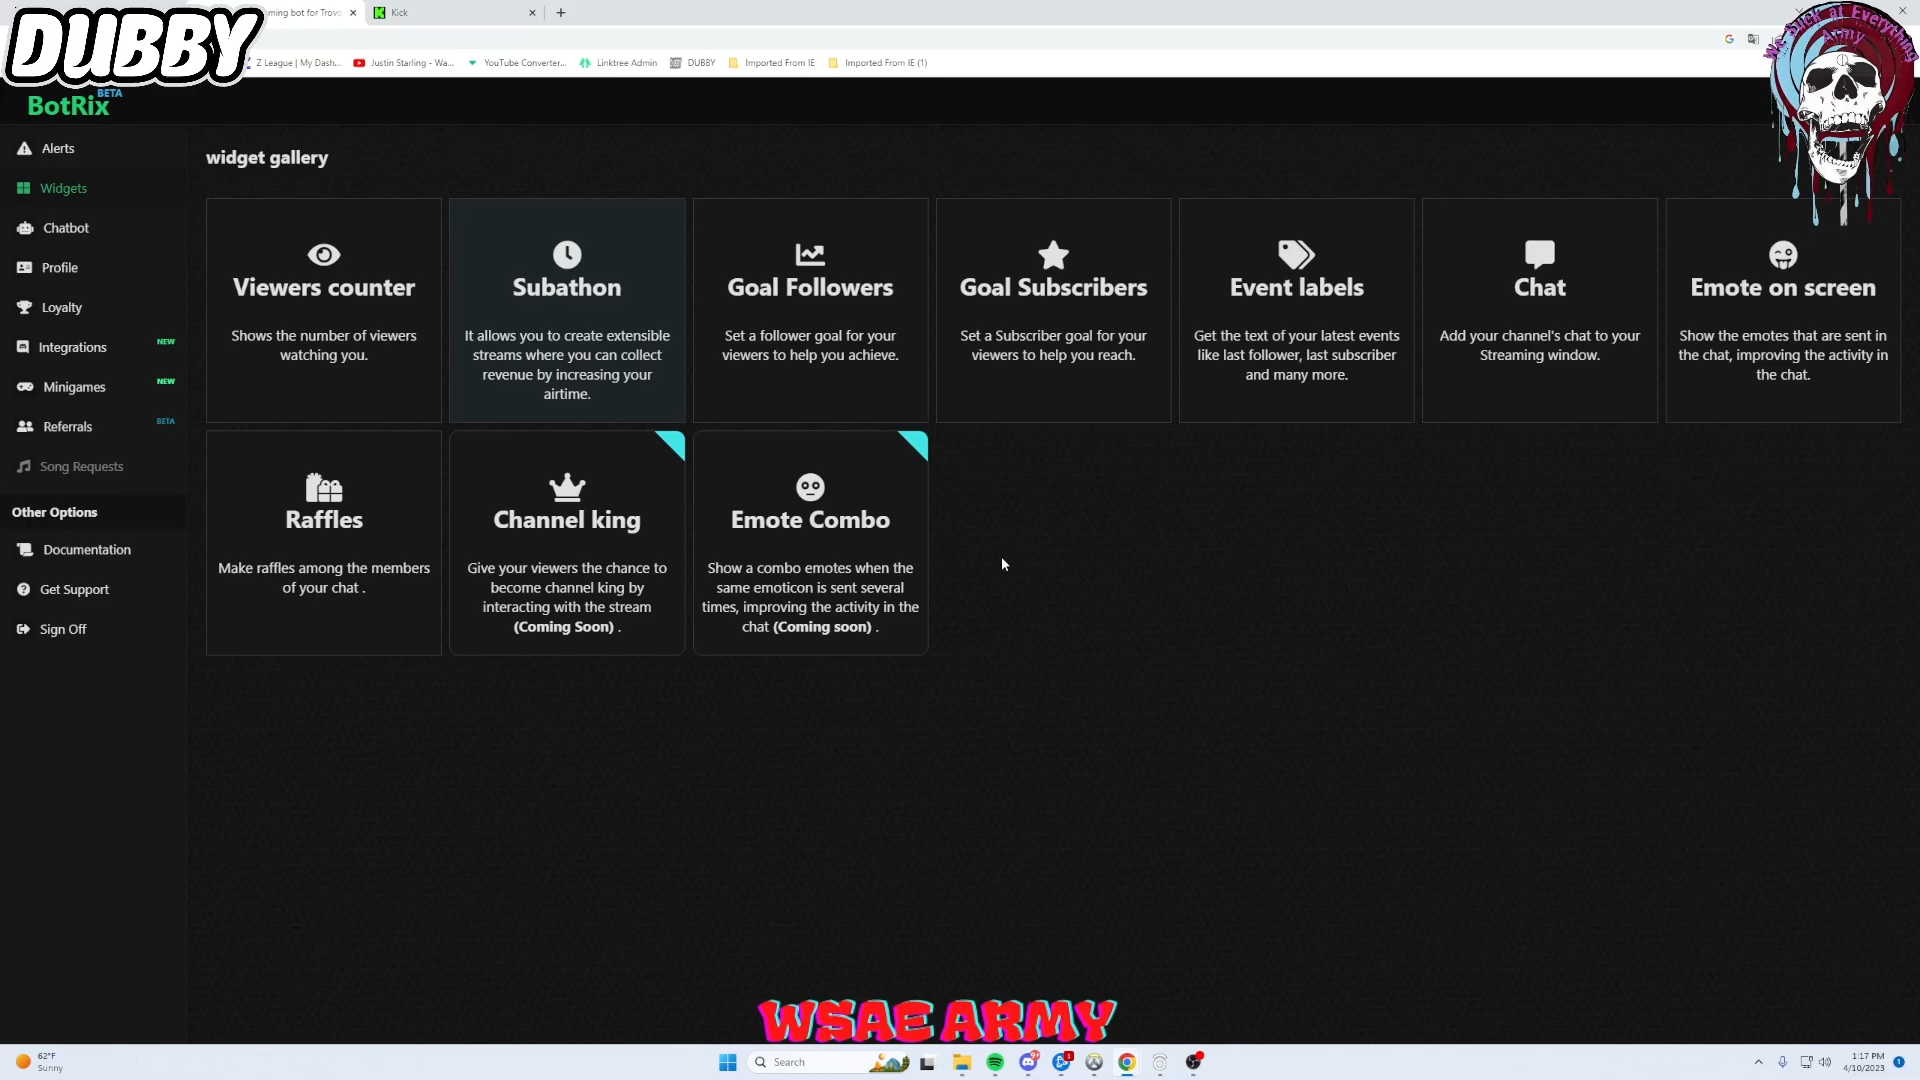 DUBBY
ming bot for Trovo
Kick
Z League | My Dash...
Justin Starling - Wa...
YouTube Converter...
Linktree Admin
DUBBY
Imported From IE
Imported From IE (1)
We Suck at Everything
Army
BotRix
BETA
Alerts
Widgets
Chatbot
Profile
Loyalty
Integrations
NEW
Minigames
NEW
Referrals
BETA
Song Requests
Other Options
Documentation
Get Support
Sign Off
widget gallery
Viewers counter
Shows the number of viewers
watching you.
Subathon
It allows you to create extensible
streams where you can collect
revenue by increasing your
airtime.
Goal Followers
Set a follower goal for your
viewers to help you achieve.
Goal Subscribers
Set a Subscriber goal for your
viewers to help you reach.
Event labels
Get the text of your latest events
like last follower, last subscriber
and many more.
Chat
Add your channel's chat to your
Streaming window.
Emote on screen
Show the emotes that are sent in
the chat, improving the activity in
the chat.
Raffles
Make raffles among the members
of your chat .
Channel king
Give your viewers the chance to
become channel king by
interacting with the stream
(Coming Soon) .
Emote Combo
Show a combo emotes when the
same emoticon is sent several
times, improving the activity in the
chat (Coming soon) .
WSAE ARMY
62°F
Sunny
Search
1:17 PM
4/10/2023